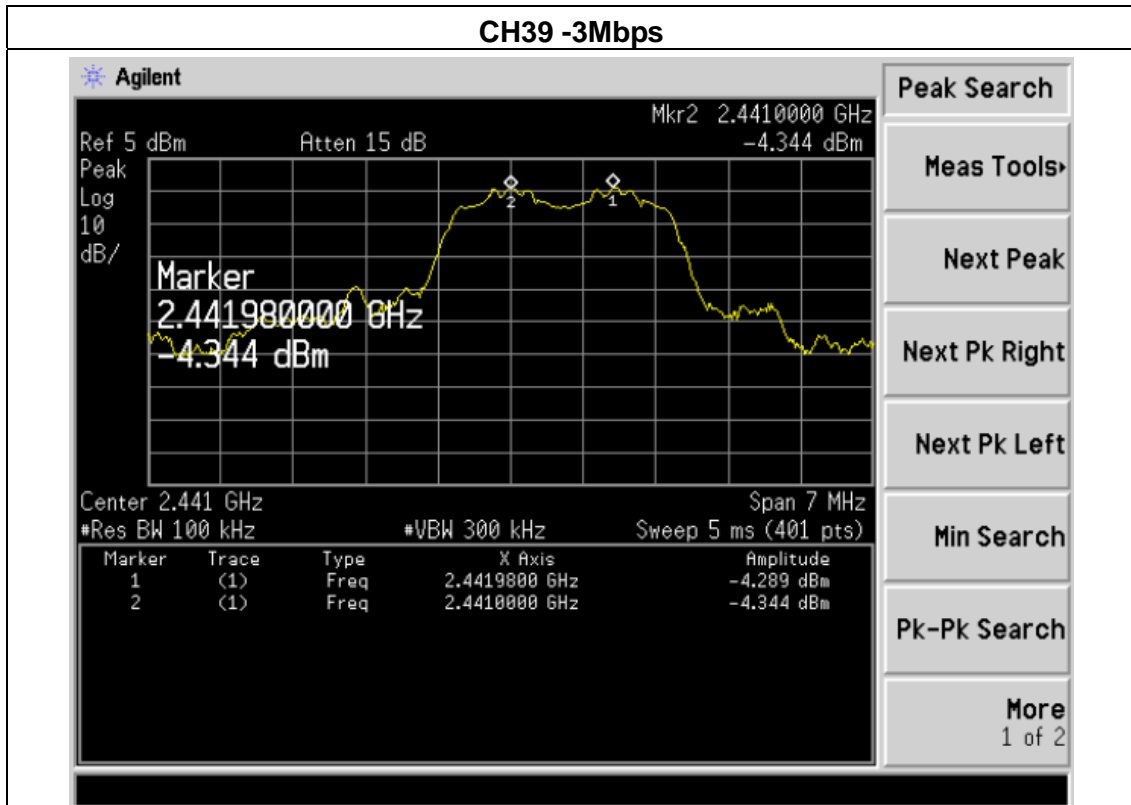 CH39 -3Mbps
Agilent
Peak Search
Mkr2 2.4410000 GHz
Ref 5 dBm Atten 15 dB -4.344 dBm
Peak
Log
10
dB/
2 1
Marker
2.441980000 GHz
-4.344 dBm
Center 2.441 GHz Span 7 MHz
#Res BW 100 kHz #VBW 300 kHz Sweep 5 ms (401 pts)
Marker Trace Type X Axis Amplitude
1 (1) Freq 2.4419800 GHz -4.289 dBm
2 (1) Freq 2.4410000 GHz -4.344 dBm
Meas Tools
Next Peak
Next Pk Right
Next Pk Left
Min Search
Pk-Pk Search
More
1 of 2